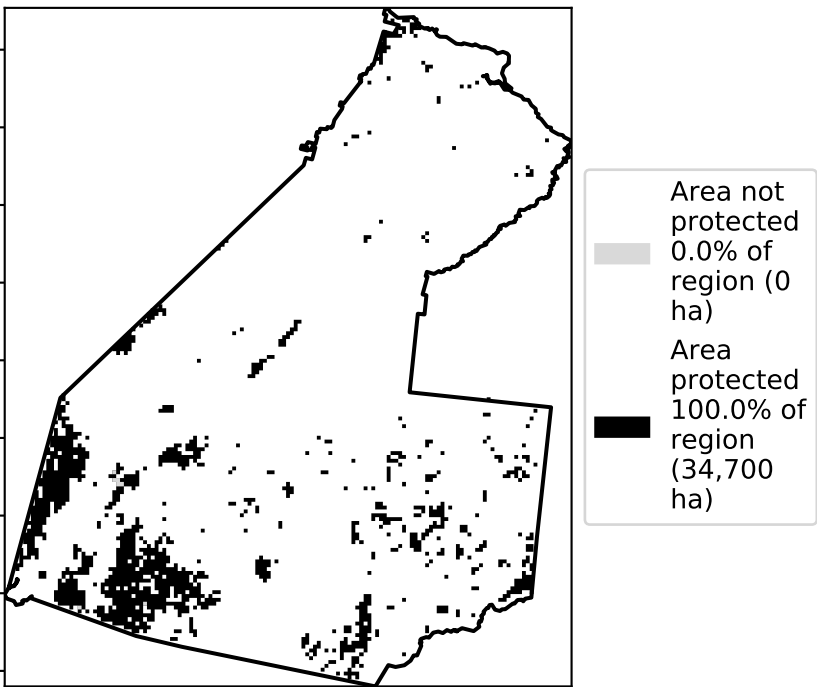 Area not
protected
0.0% of
region (0
ha)
Area
protected
100.0% of
region
(34,700
ha)